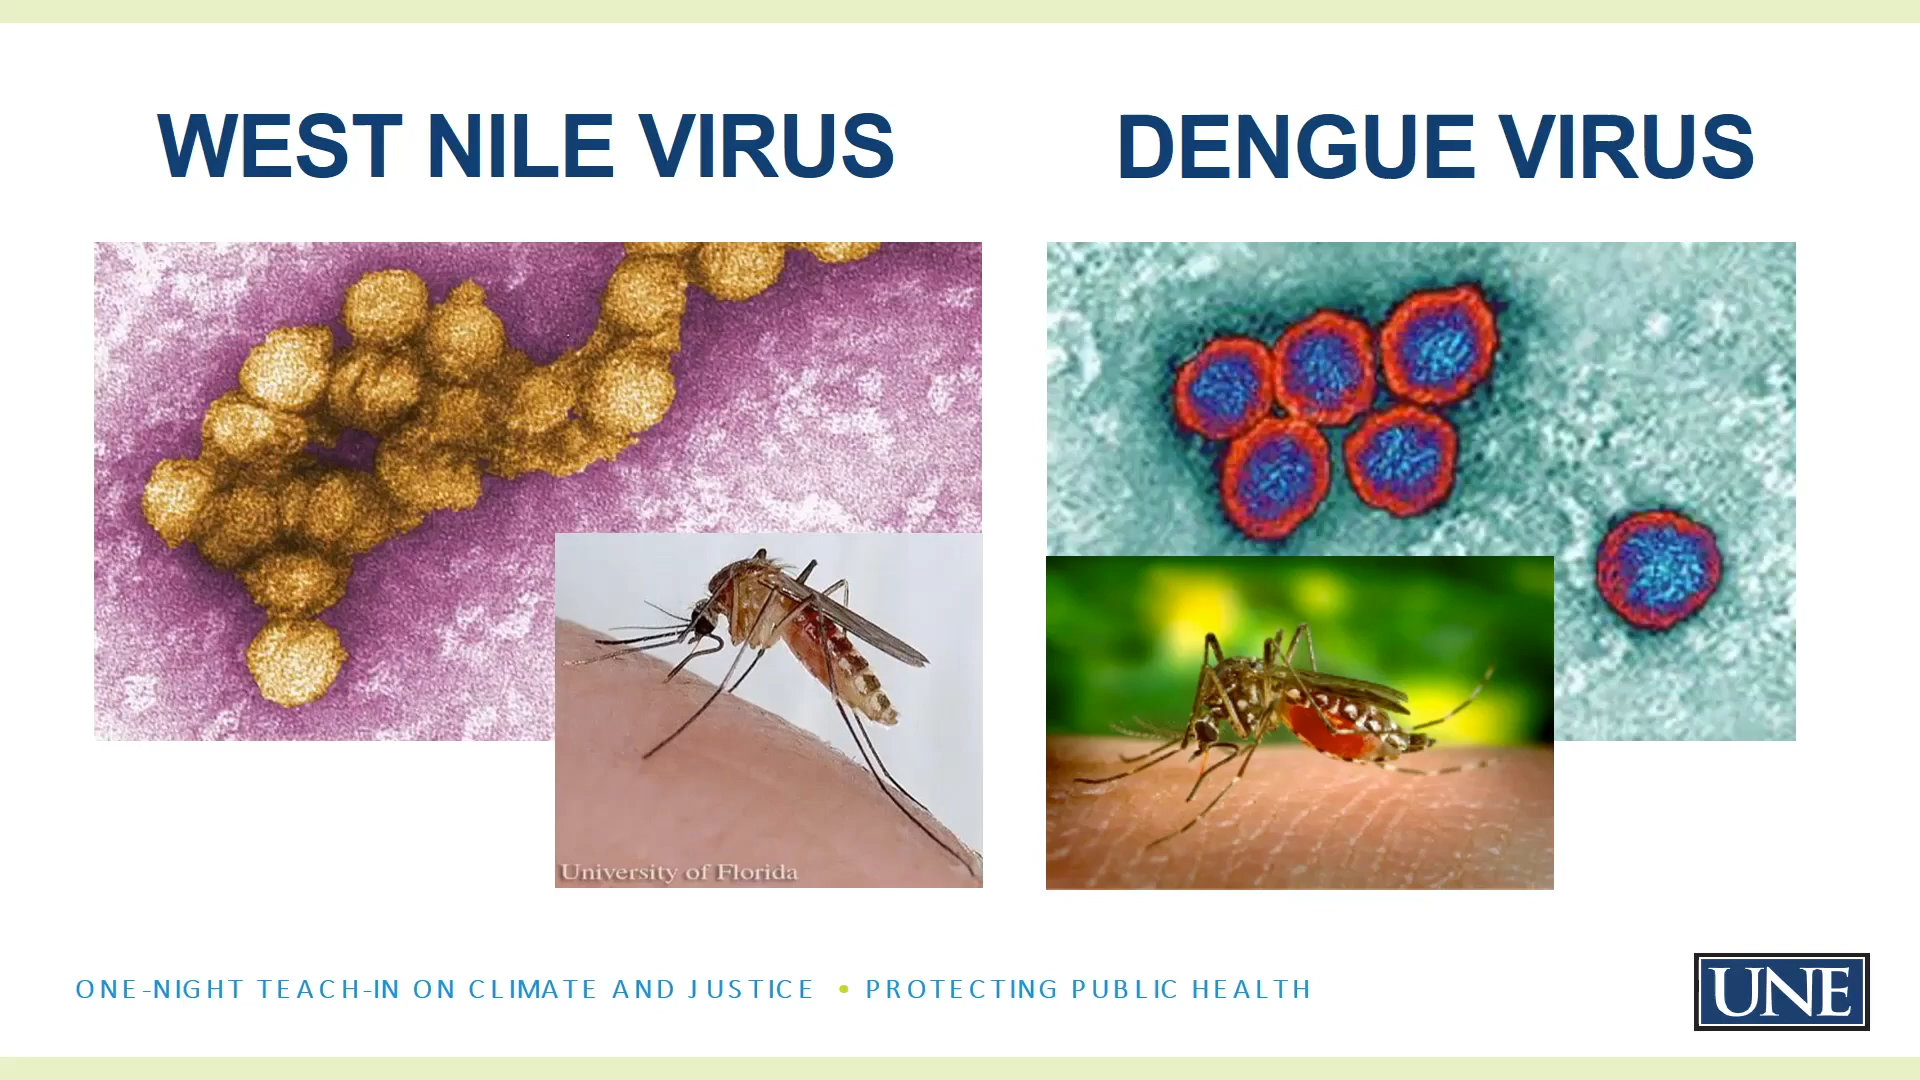 WEST NILE VIRUS
DENGUE VIRUS
University of Florida
ONE-NIGHT TEACH-IN ON CLIMATE AND JUSTICE • PROTECTING PUBLIC HEALTH
UNE